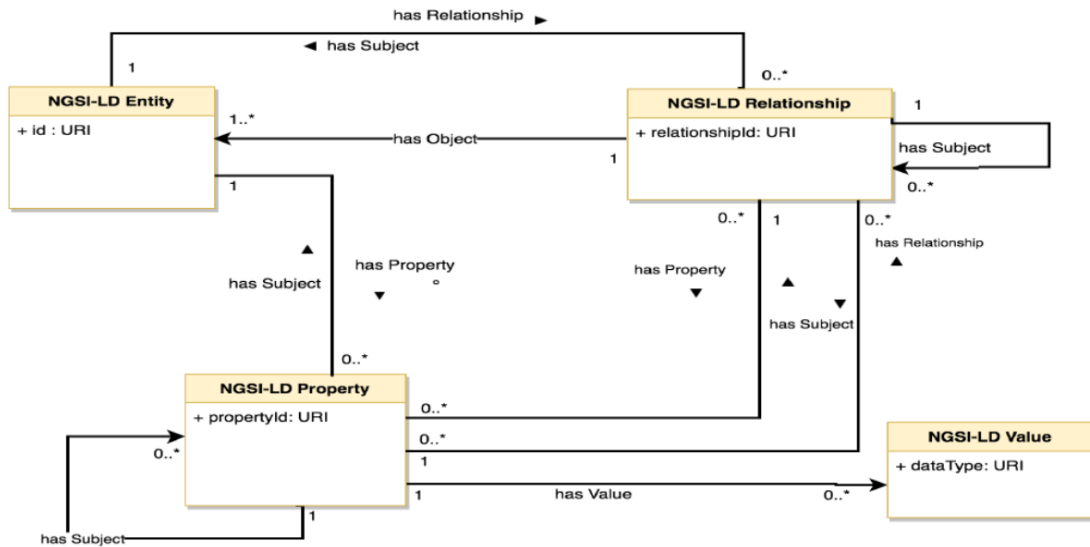 has Relationship
has Subject
1
0..*
NGSI-LD Entity
+ id : URI
NGSI-LD Relationship
+ relationshipId: URI
1
1..*
has Object
1
has Subject
0..*
1
0..*
1
0..*
has Relationship
has Property
has Subject
has Property
has Subject
0..*
NGSI-LD Property
+ propertyId: URI
0..*
0..*
0..*
1
NGSI-LD Value
+ dataType: URI
1
has Value
0..*
1
has Subject